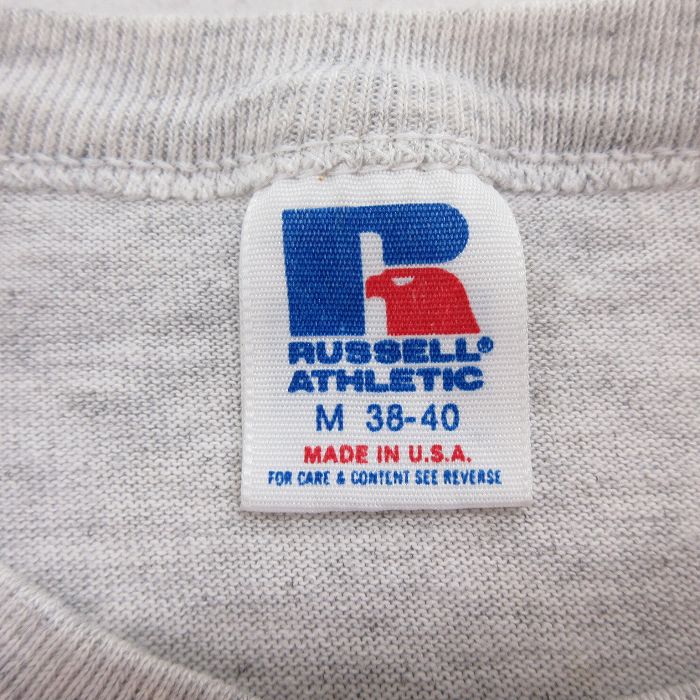 RUSSELL®
ATHLETIC
M 38-40
MADE IN U.S.A.
FOR CARE & CONTENT SEE REVERSE